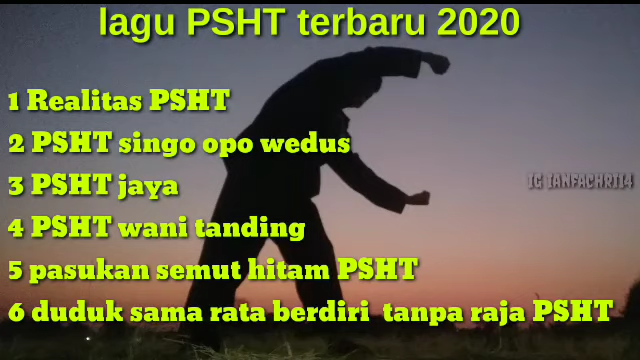 lagu PSHT terbaru 2020
1 Realitas PSHT
2 PSHT singo opo wedus
3 PSHT jaya
IG IANFACHRI14
4 PSHT wani tanding
5 pasukan semut hitam PSHT
6 duduk sama rata berdiri tanpa raja PSHT